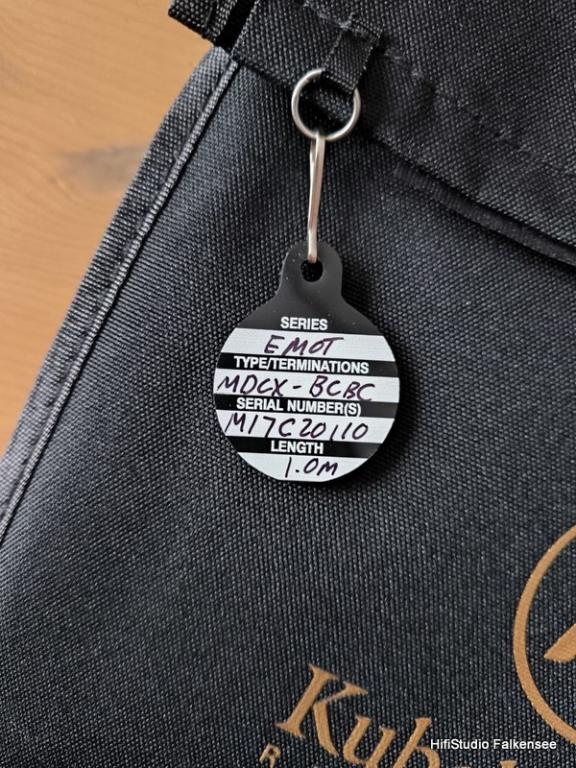 SERIES
EMOT
TYPE/TERMINATIONS
MDCX - BCBC
SERIAL NUMBER(S)
M17C20110
LENGTH
1.0M
HifiStudio Falkensee